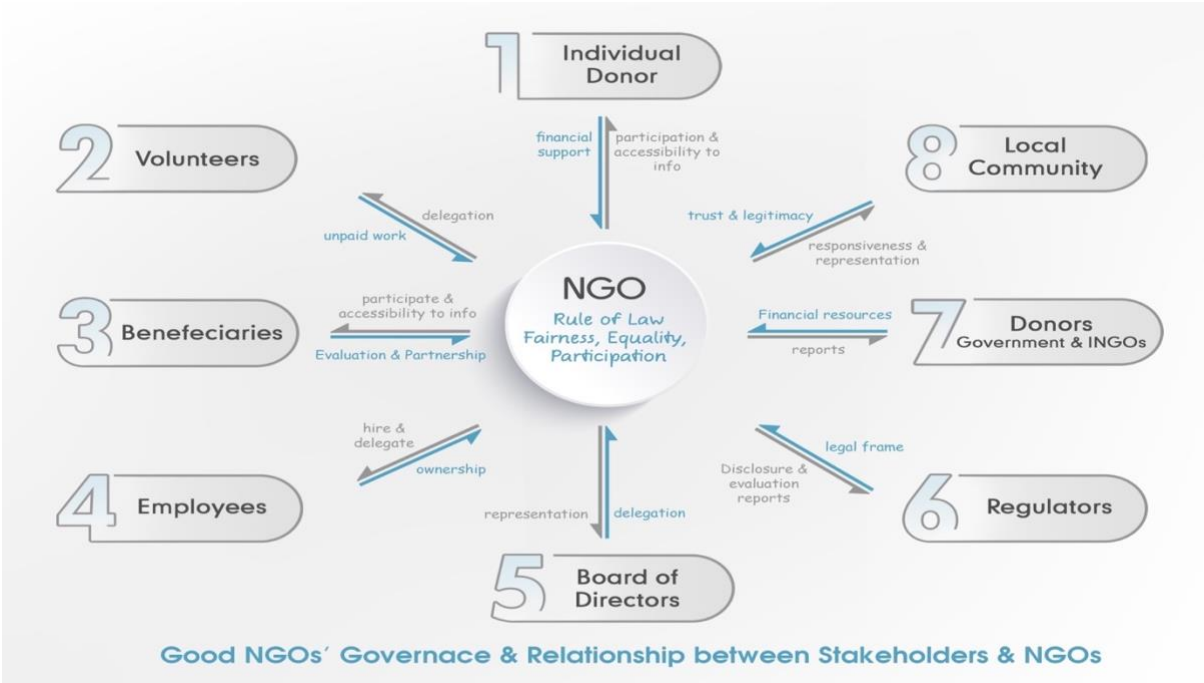 1
Individual
Donor
financial
support
participation &
accessibility to
info
2
Volunteers
delegation
unpaid work
8
Local
Community
trust & legitimacy
responsiveness &
representation
NGO
Rule of Law
Fairness, Equality,
Participation
3
Benefeciaries
participate &
accessibility to info
Evaluation & Partnership
7
Donors
Government & INGOs
Financial resources
reports
4
Employees
hire &
delegate
ownership
5
Board of
Directors
representation
delegation
6
Regulators
legal frame
Disclosure &
evaluation
reports
Good NGOs´ Governace & Relationship between Stakeholders & NGOs